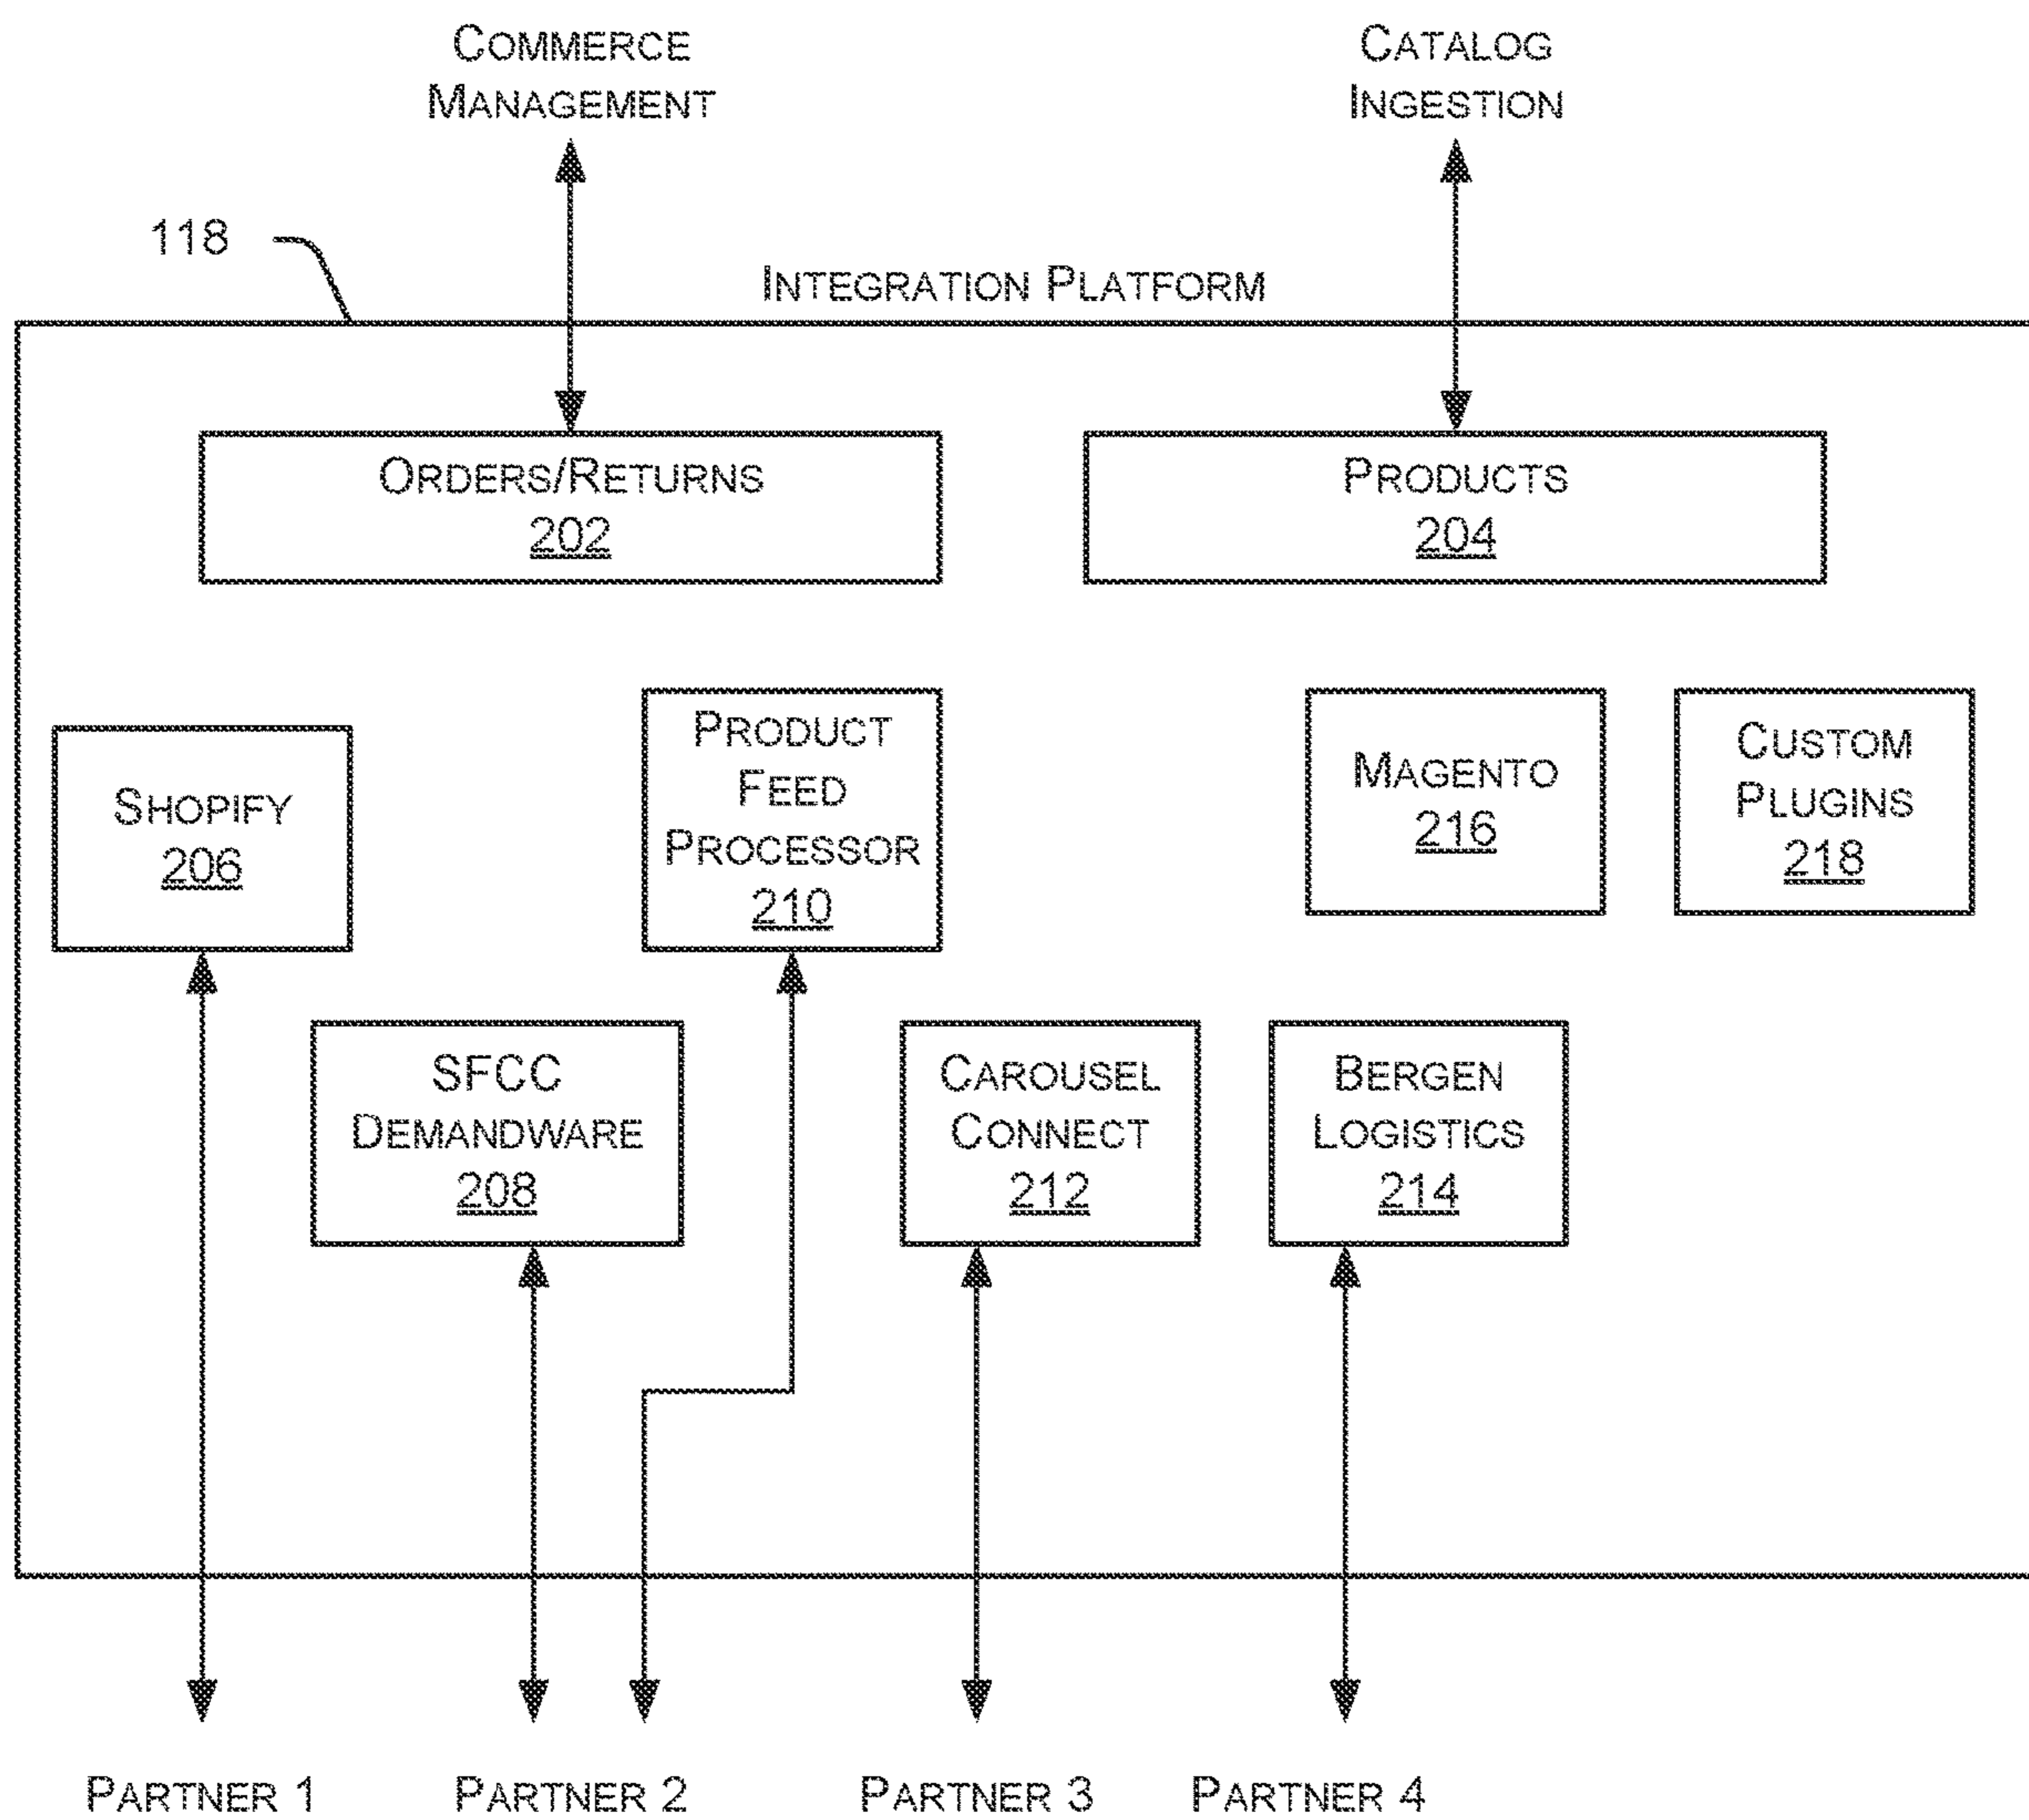 COMMERCE
MANAGEMENT
CATALOG
INGESTION
118
INTEGRATION PLATFORM
ORDERS/RETURNS
202
PRODUCTS
204
SHOPIFY
206
PRODUCT
FEED
PROCESSOR
210
MAGENTO
216
CUSTOM
PLUGINS
218
SFCC
DEMANDWARE
208
CAROUSEL
CONNECT
212
BERGEN
LOGISTICS
214
PARTNER 1
PARTNER 2
PARTNER 3
PARTNER 4